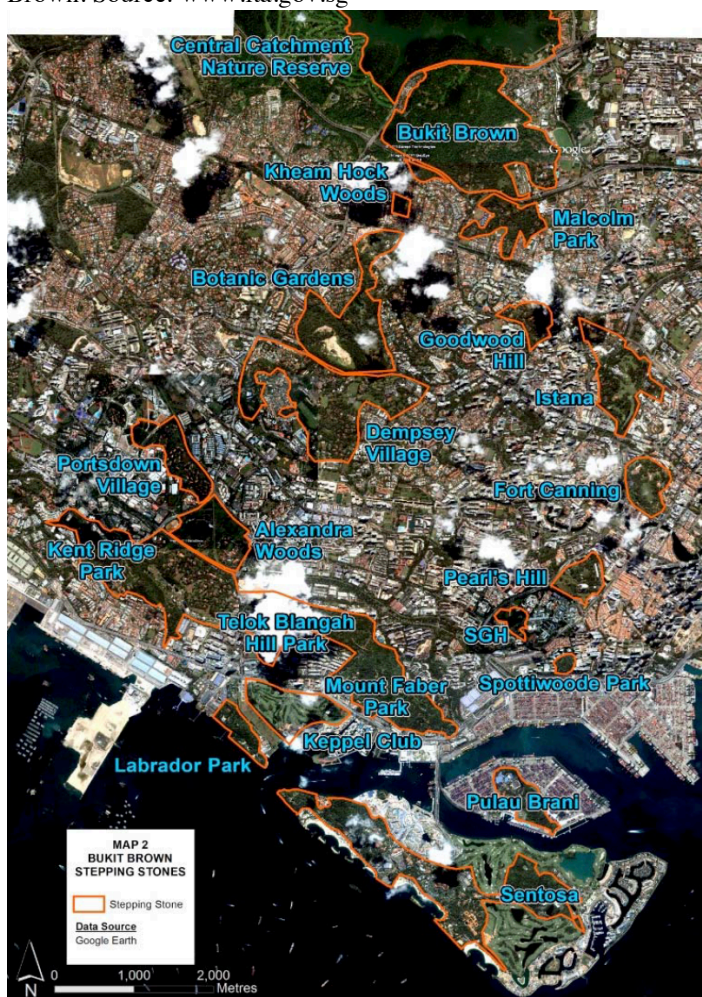 Brown. Source: www.lta.gov.sg
Central Catchment
Nature Reserve
Bukit Brown
Google
Kheam Hock
Woods
Malcolm
Park
Botanic Gardens
Goodwood
Hill
Istana
Dempsey
Village
Portsdown
Village
Fort Canning
Alexandra
Woods
Kent Ridge
Park
Pearl's Hill
Telok Blangah
Hill Park
SGH
Mount Faber
Park
Spottiwoode Park
Keppel Club
Labrador Park
Pulau Brani
Sentosa
MAP 2
BUKIT BROWN
STEPPING STONES
Stepping Stone
Data Source
Google Earth
N
0 1,000 2,000
Metres